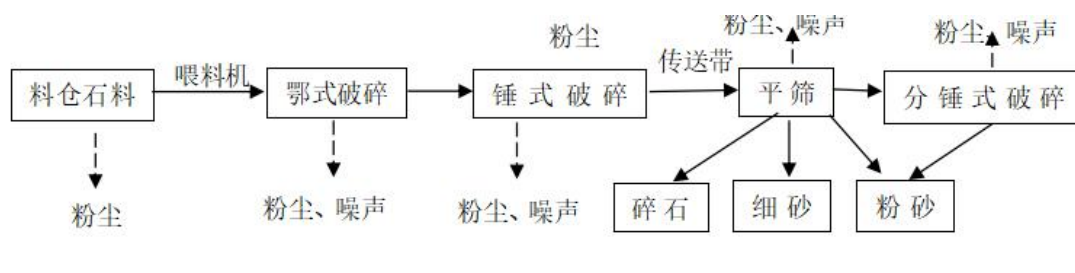 粉尘、噪声
粉尘、噪声
粉尘
传送带
喂料机
料仓石料
鄂式破碎
锤式破碎
平筛
分锤式破碎
粉尘
粉尘、噪声
粉尘、噪声
碎石
细砂
粉砂